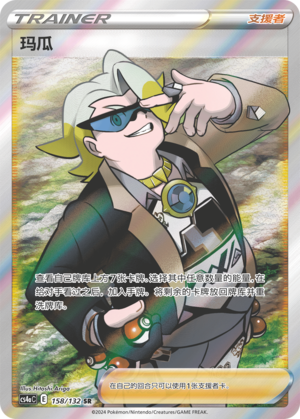 TRAINER 支援者
玛瓜
查看自己牌库上方7张卡牌,选择其中任意数量的能量,在
给对手看过之后,加入手牌。将剩余的卡牌放回牌库并重
洗牌库。
Illus. Hitoshi Ariga
CS4aC E 158/132 SR
在自己的回合只可以使用1张支援者卡。
©2024 Pokémon/Nintendo/Creatures/GAME FREAK.